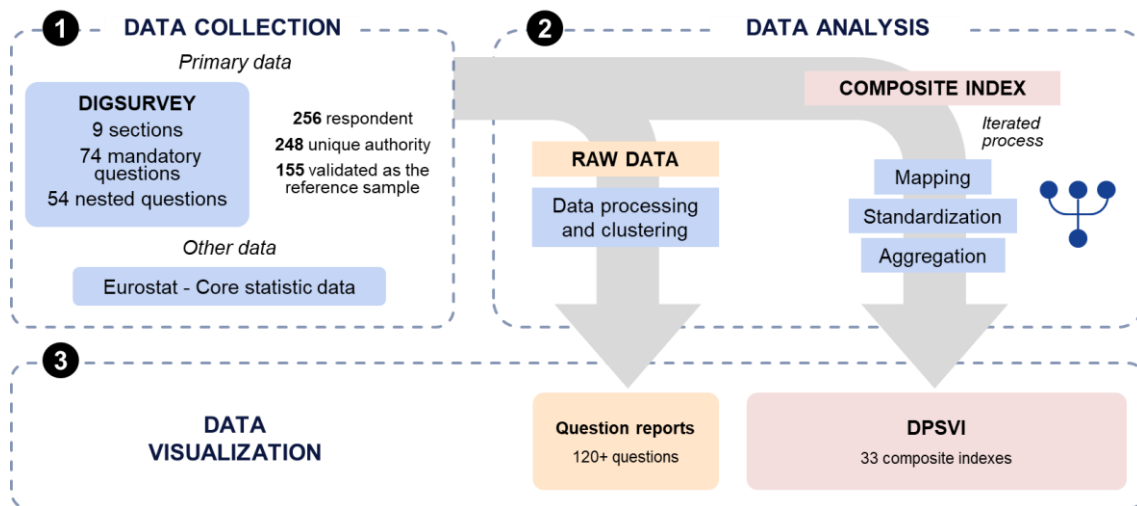 1
DATA COLLECTION
Primary data
DIGSURVEY
9 sections
74 mandatory
questions
54 nested questions
256 respondent
248 unique authority
155 validated as the
reference sample
Other data
Eurostat - Core statistic data
2
DATA ANALYSIS
RAW DATA
Data processing
and clustering
COMPOSITE INDEX
Iterated
process
Mapping
Standardization
Aggregation
3
DATA
VISUALIZATION
Question reports
120+ questions
DPSVI
33 composite indexes